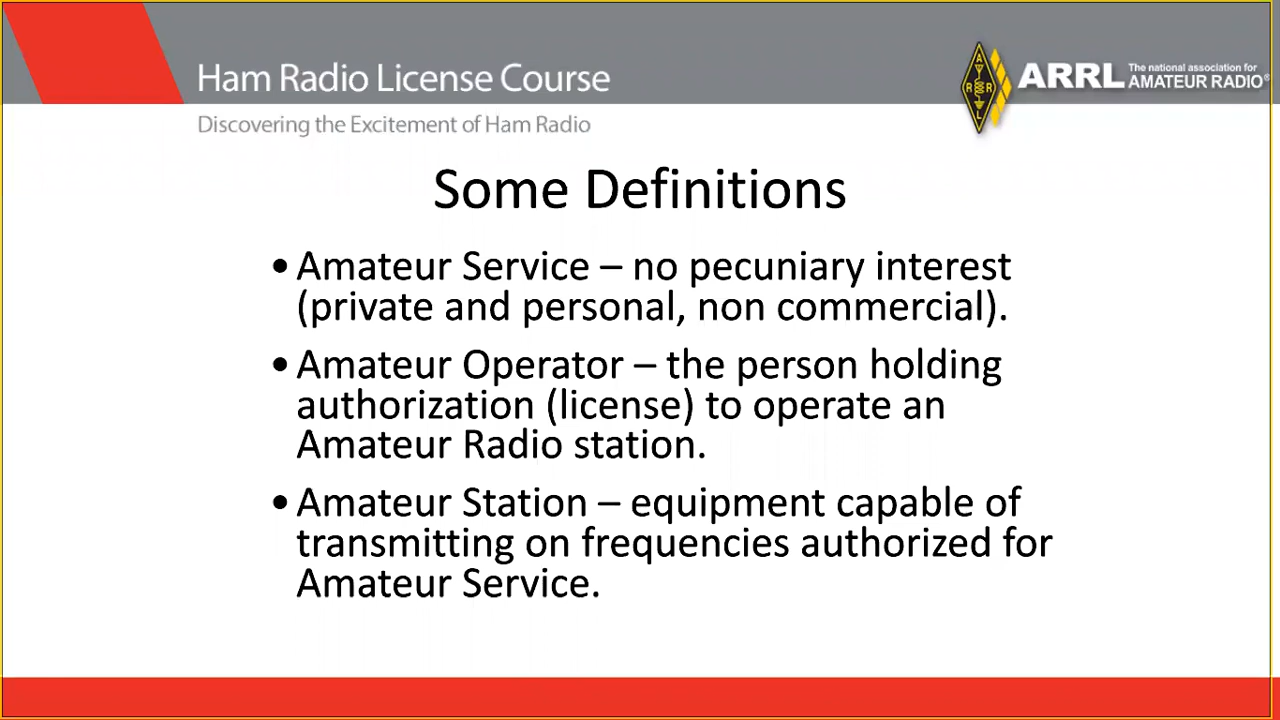 Ham Radio License Course
Discovering the Excitement of Ham Radio
A
R R
L
ARRL The national association for
AMATEUR RADIO®
Some Definitions
• Amateur Service – no pecuniary interest
(private and personal, non commercial).
• Amateur Operator – the person holding
authorization (license) to operate an
Amateur Radio station.
• Amateur Station – equipment capable of
transmitting on frequencies authorized for
Amateur Service.